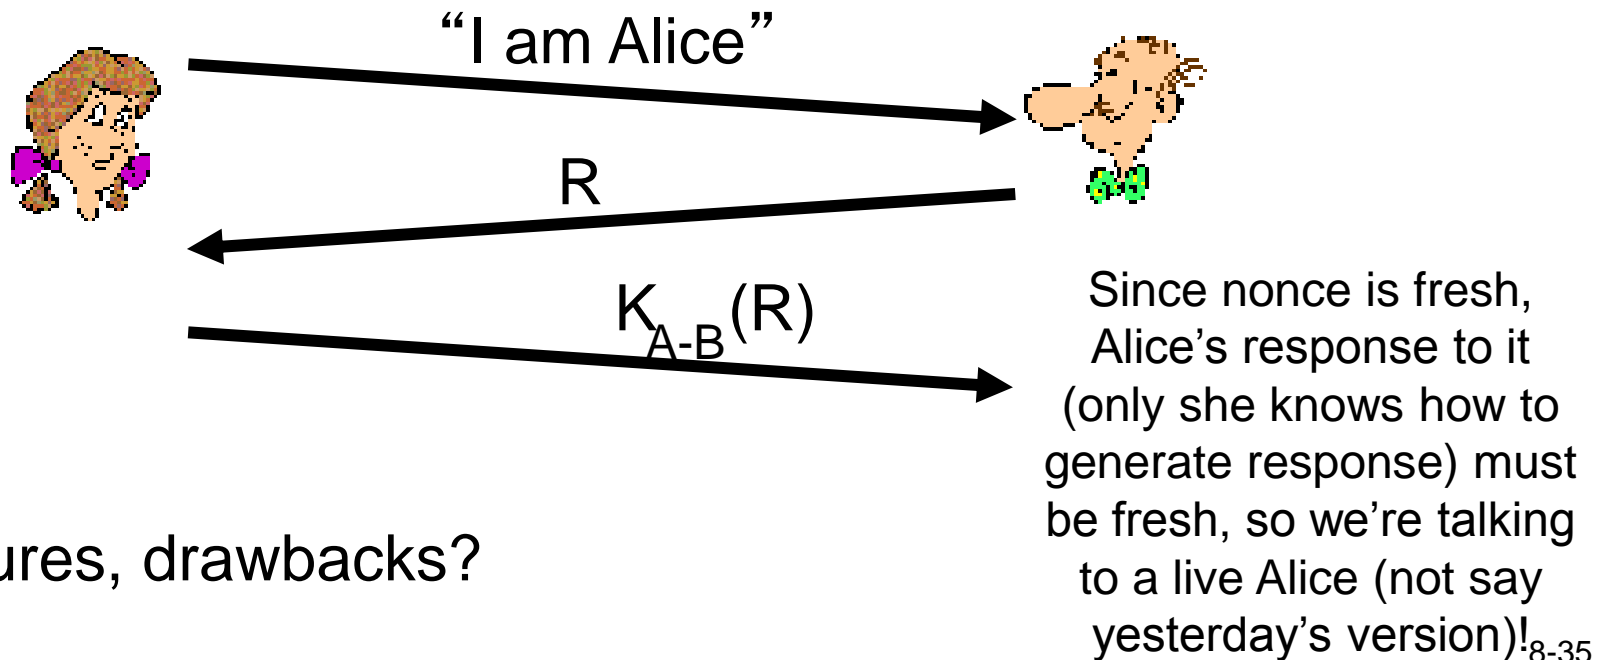 “I am Alice”
R
K_A-B(R)
Since nonce is fresh,
Alice’s response to it
(only she knows how to
generate response) must
be fresh, so we’re talking
to a live Alice (not say
yesterday’s version)!
ures, drawbacks?
8-35